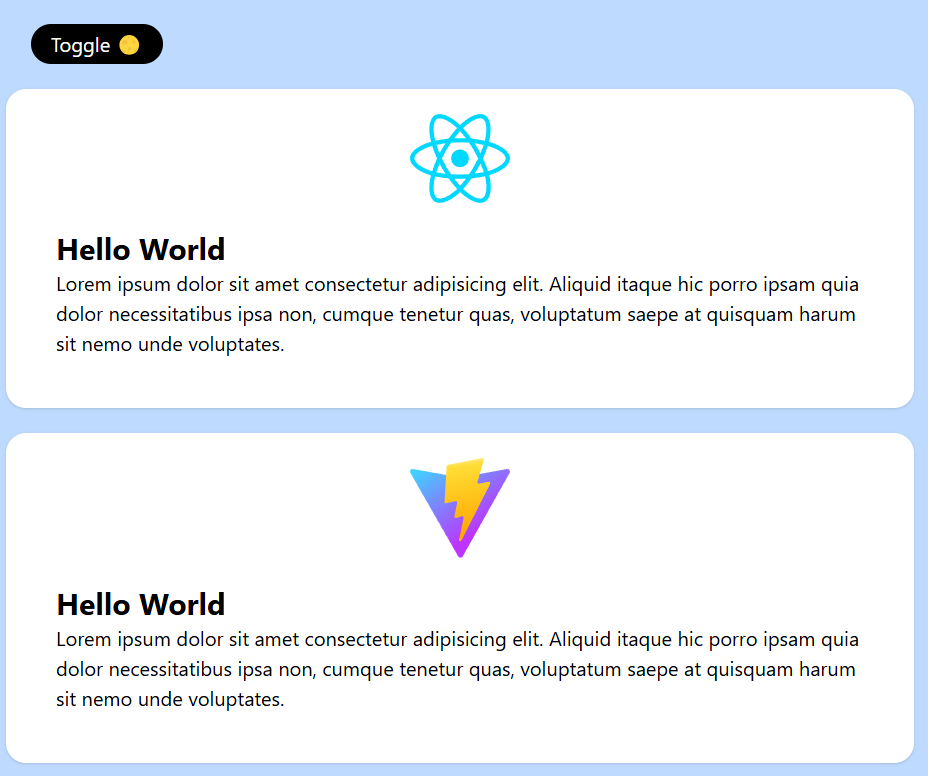 Toggle
Hello World
Lorem ipsum dolor sit amet consectetur adipisicing elit. Aliquid itaque hic porro ipsam quia
dolor necessitatibus ipsa non, cumque tenetur quas, voluptatum saepe at quisquam harum
sit nemo unde voluptates.
Hello World
Lorem ipsum dolor sit amet consectetur adipisicing elit. Aliquid itaque hic porro ipsam quia
dolor necessitatibus ipsa non, cumque tenetur quas, voluptatum saepe at quisquam harum
sit nemo unde voluptates.